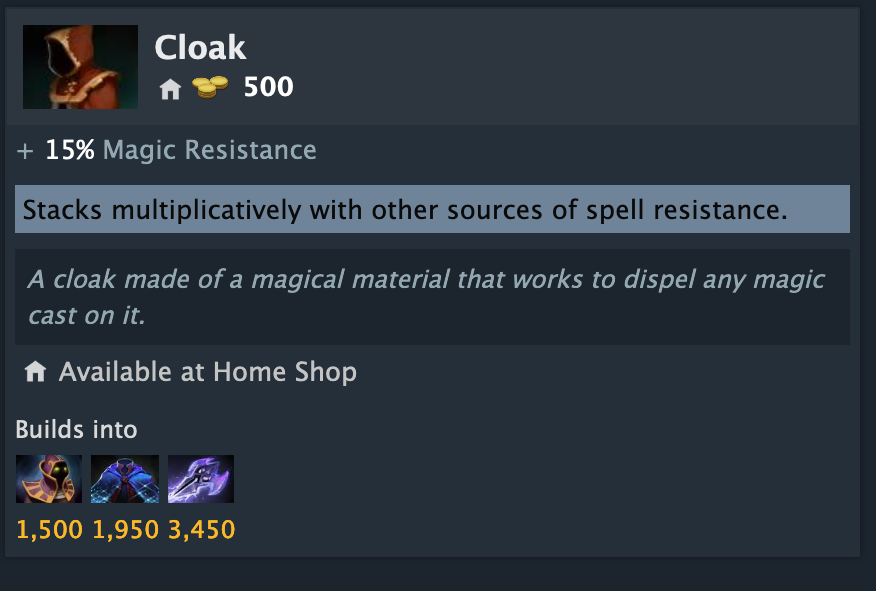 Cloak
500
+ 15% Magic Resistance
Stacks multiplicatively with other sources of spell resistance.
A cloak made of a magical material that works to dispel any magic
cast on it.
Available at Home Shop
Builds into
1,500 1,950 3,450